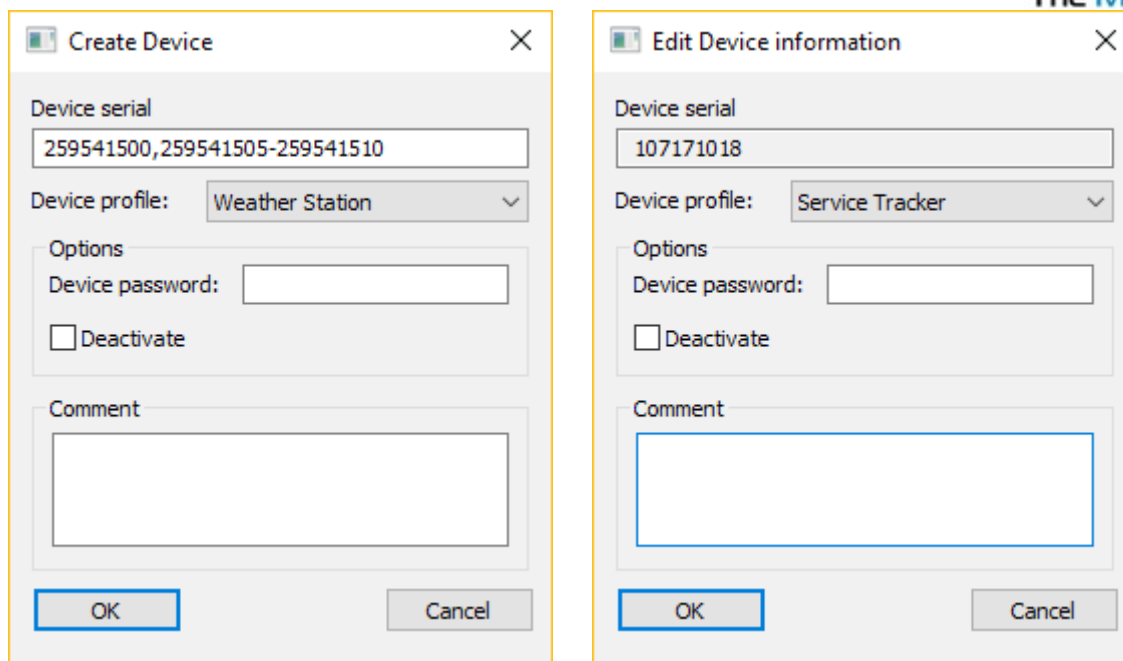 Create Device
Device serial
259541500,259541505-259541510
Device profile: Weather Station
Options
Device password:
Deactivate
Comment
OK Cancel
Edit Device information
Device serial
107171018
Device profile: Service Tracker
Options
Device password:
Deactivate
Comment
OK Cancel